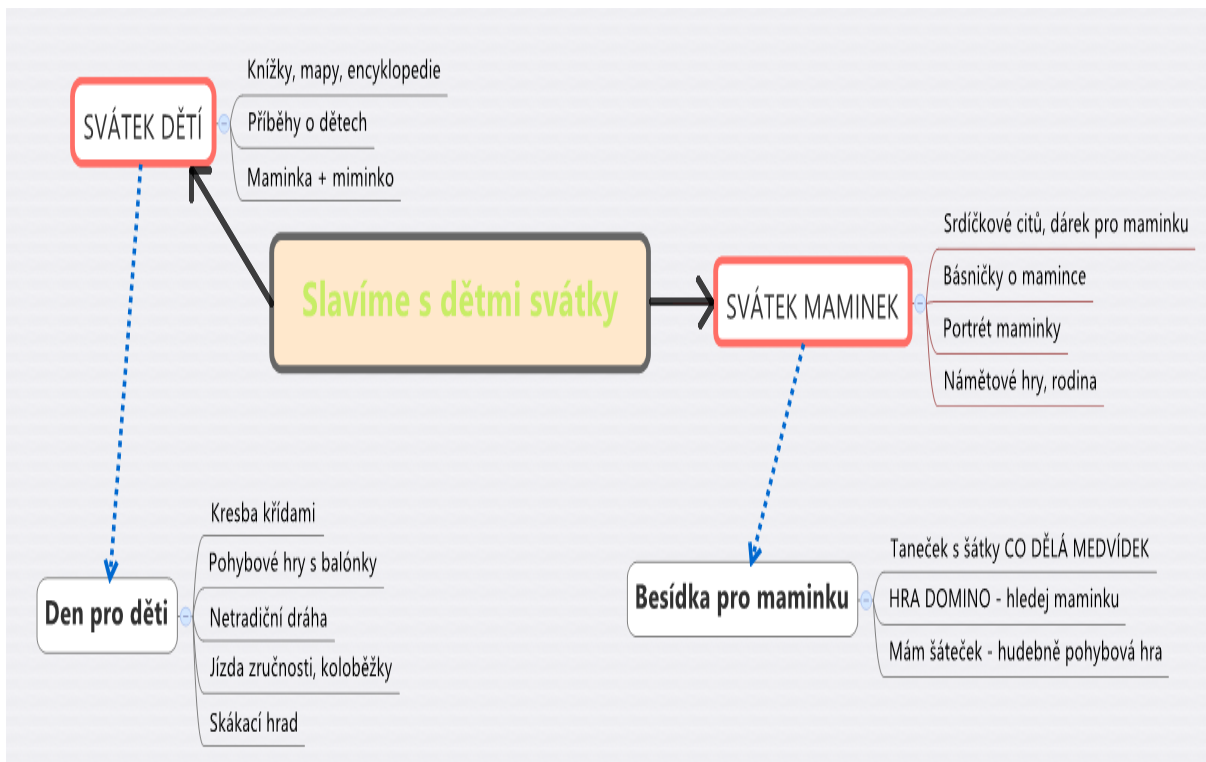 Slavíme s dětmi svátky
SVÁTEK DĚTÍ
Knížky, mapy, encyklopedie
Příběhy o dětech
Maminka + miminko
SVÁTEK MAMINEK
Srdíčkové citů, dárek pro maminku
Básničky o mamince
Portrét maminky
Námětové hry, rodina
Den pro děti
Kresba křídami
Pohybové hry s balónky
Netradiční dráha
Jízda zručnosti, koloběžky
Skákací hrad
Besídka pro maminku
Taneček s šátky CO DĚLÁ MEDVÍDEK
HRA DOMINO - hledej maminku
Mám šáteček - hudebně pohybová hra